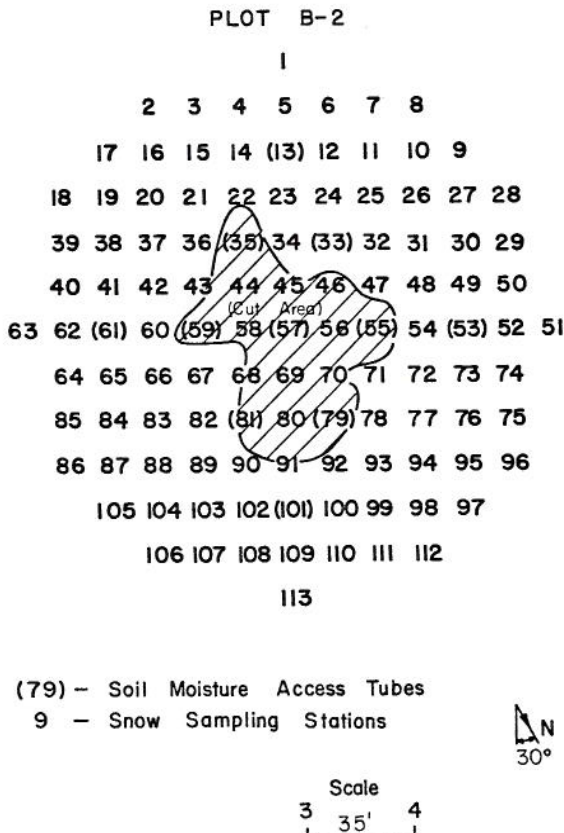 PLOT B-2
1
2 3 4 5 6 7 8
17 16 15 14 (13) 12 11 10 9
18 19 20 21 22 23 24 25 26 27 28
39 38 37 36 (35) 34 (33) 32 31 30 29
40 41 42 43 44 45 46 47 48 49 50
(Cut Area)
63 62 (61) 60 (59) 58 (57) 56 (55) 54 (53) 52 51
64 65 66 67 68 69 70 71 72 73 74
85 84 83 82 (81) 80 (79) 78 77 76 75
86 87 88 89 90 91 92 93 94 95 96
105 104 103 102 (101) 100 99 98 97
106 107 108 109 110 111 112
113
(79) – Soil Moisture Access Tubes
9 – Snow Sampling Stations
N
30°
Scale
3 4
35'